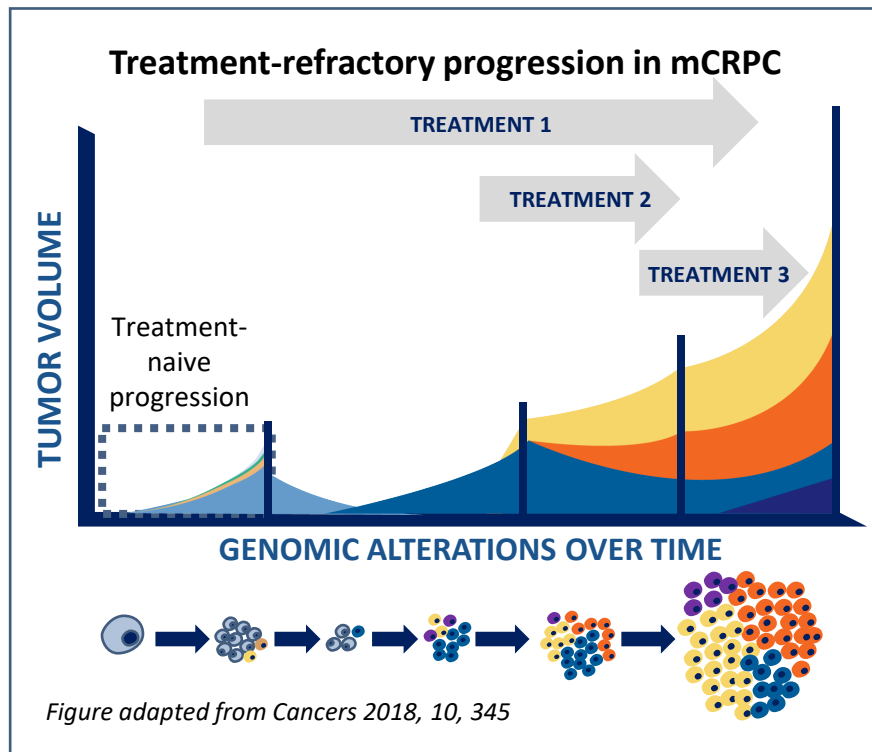 Treatment-refractory progression in mCRPC
TREATMENT 1
TREATMENT 2
TREATMENT 3
Treatment-
naive
progression
TUMOR VOLUME
GENOMIC ALTERATIONS OVER TIME
Figure adapted from Cancers 2018, 10, 345